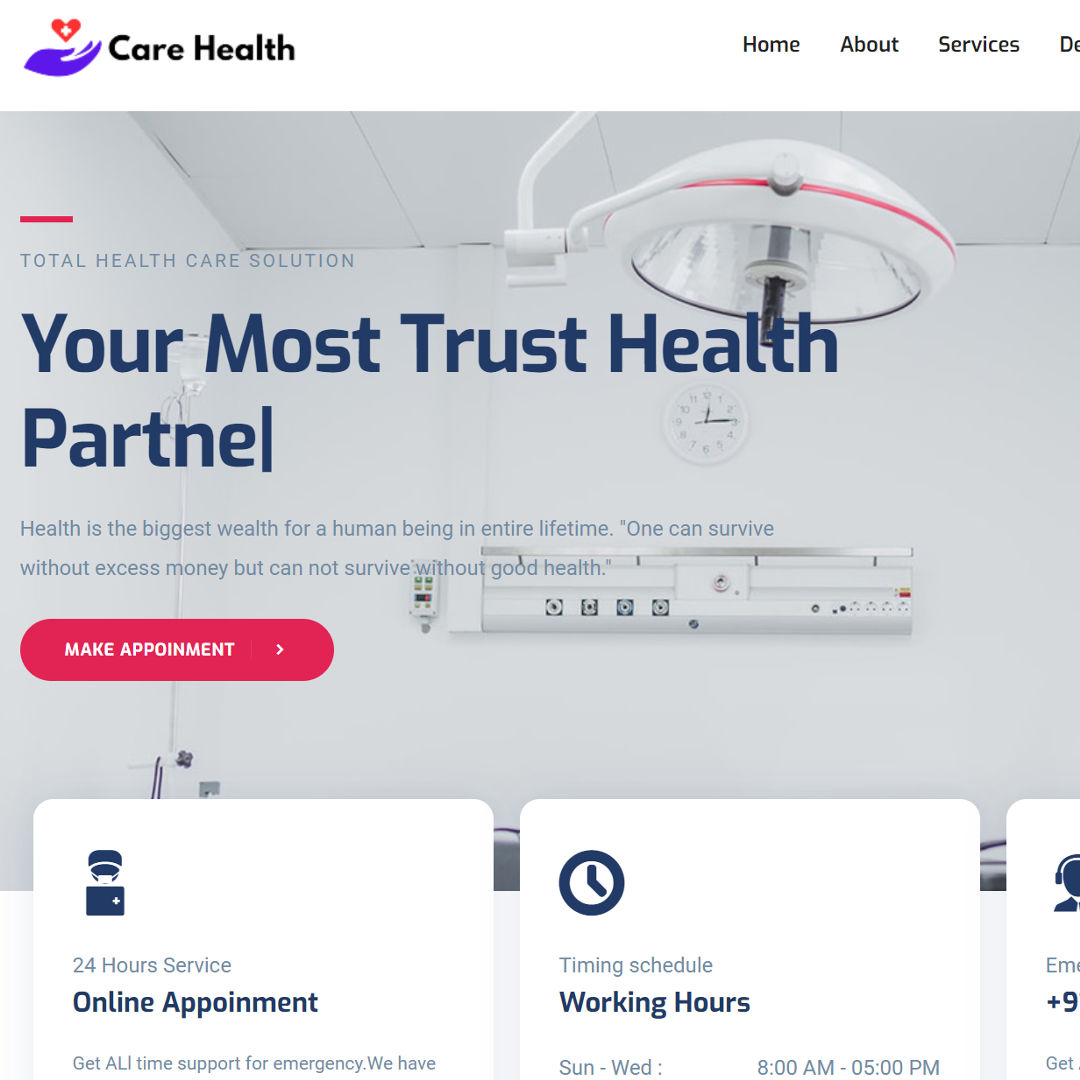 Care Health
Home About Services De
TOTAL HEALTH CARE SOLUTION
Your Most Trust Health
Partne|
Health is the biggest wealth for a human being in entire lifetime. "One can survive
without excess money but can not survive without good health."
MAKE APPOINMENT
24 Hours Service
Online Appoinment
Get ALl time support for emergency.We have
Timing schedule
Working Hours
Sun - Wed : 8:00 AM - 05:00 PM
Eme
+9
Get